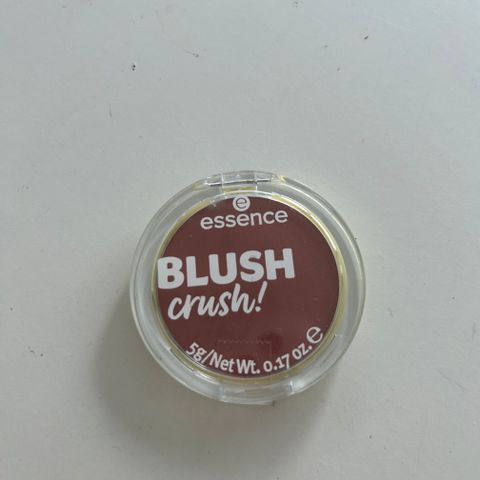 e
essence
BLUSH
crush!
5g/Net Wt. 0.17 oz. ℮